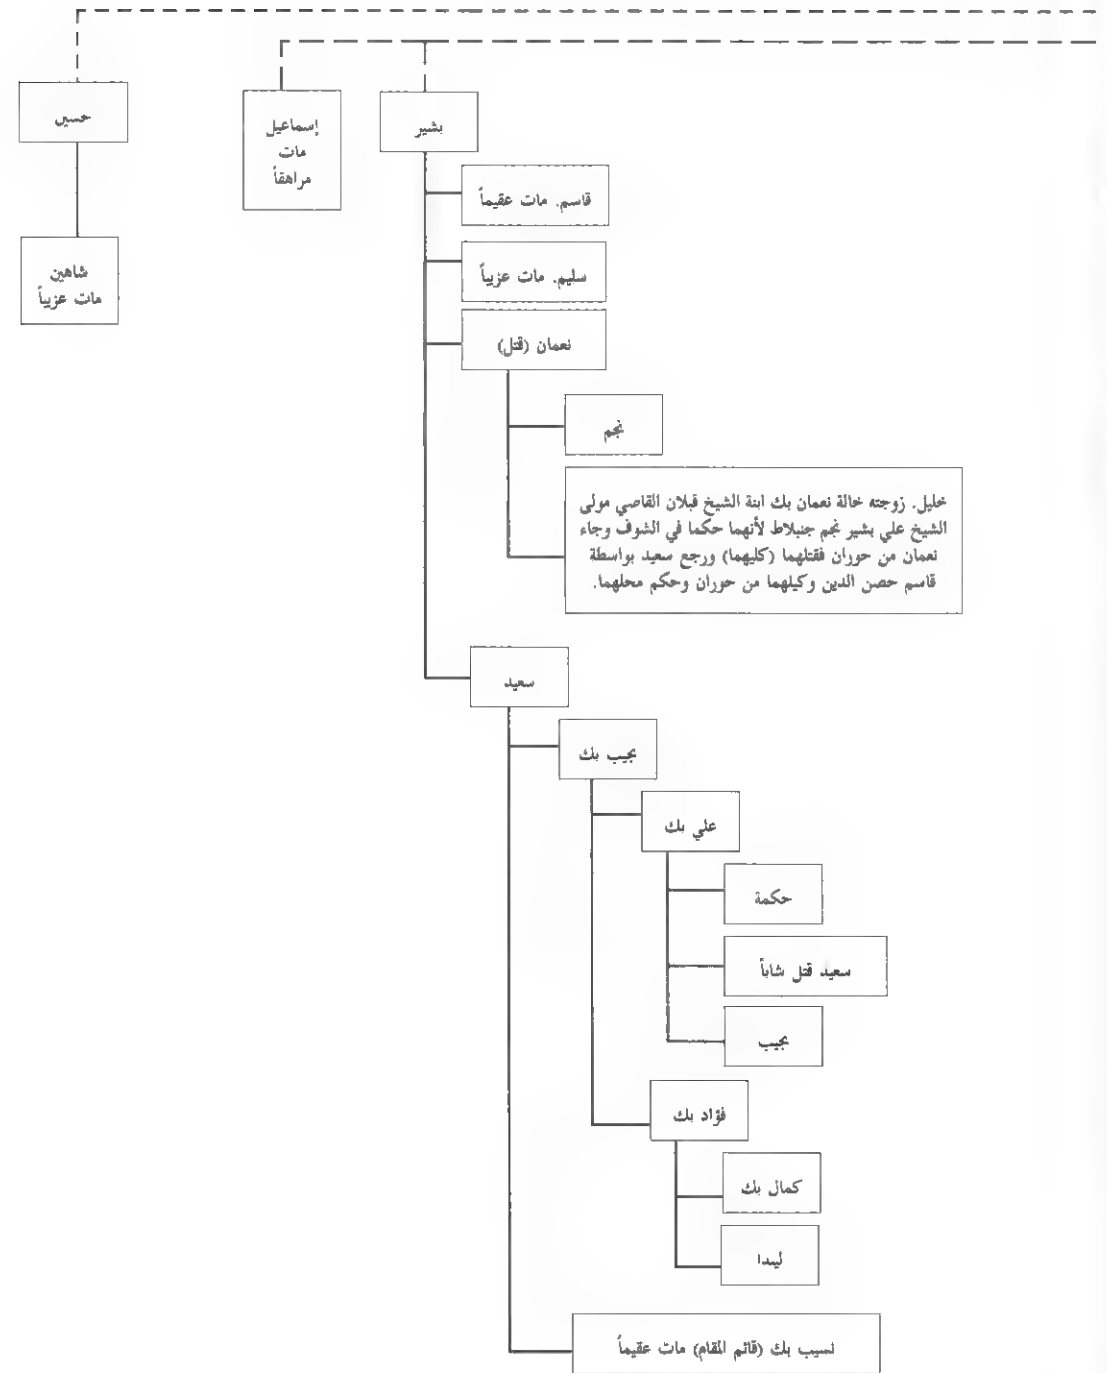 حسين
إسماعيل
مات
مراهقاً
بشير
قاسم. مات عقيماً
شاهين
مات عزيباً
سليم. مات عزيباً
نعمان (قتل)
نجم
خليل. زوجته خالة نعمان بك ابنة الشيخ قبلان القاصي مولى
الشيخ علي بشير نجم جنبلاط لأنهما حكما في الشوف وجاء
نعمان من حوران فقتلهما (كليهما) ورجع سعيد بواسطة
قاسم حصن الدين وكيلهما من حوران وحكم محلهما.
سعيد
نجيب بك
علي بك
حكمة
سعيد قتل شاباً
نجيب
فؤاد بك
كمال بك
ليندا
نسيب بك (قائم المقام) مات عقيماً